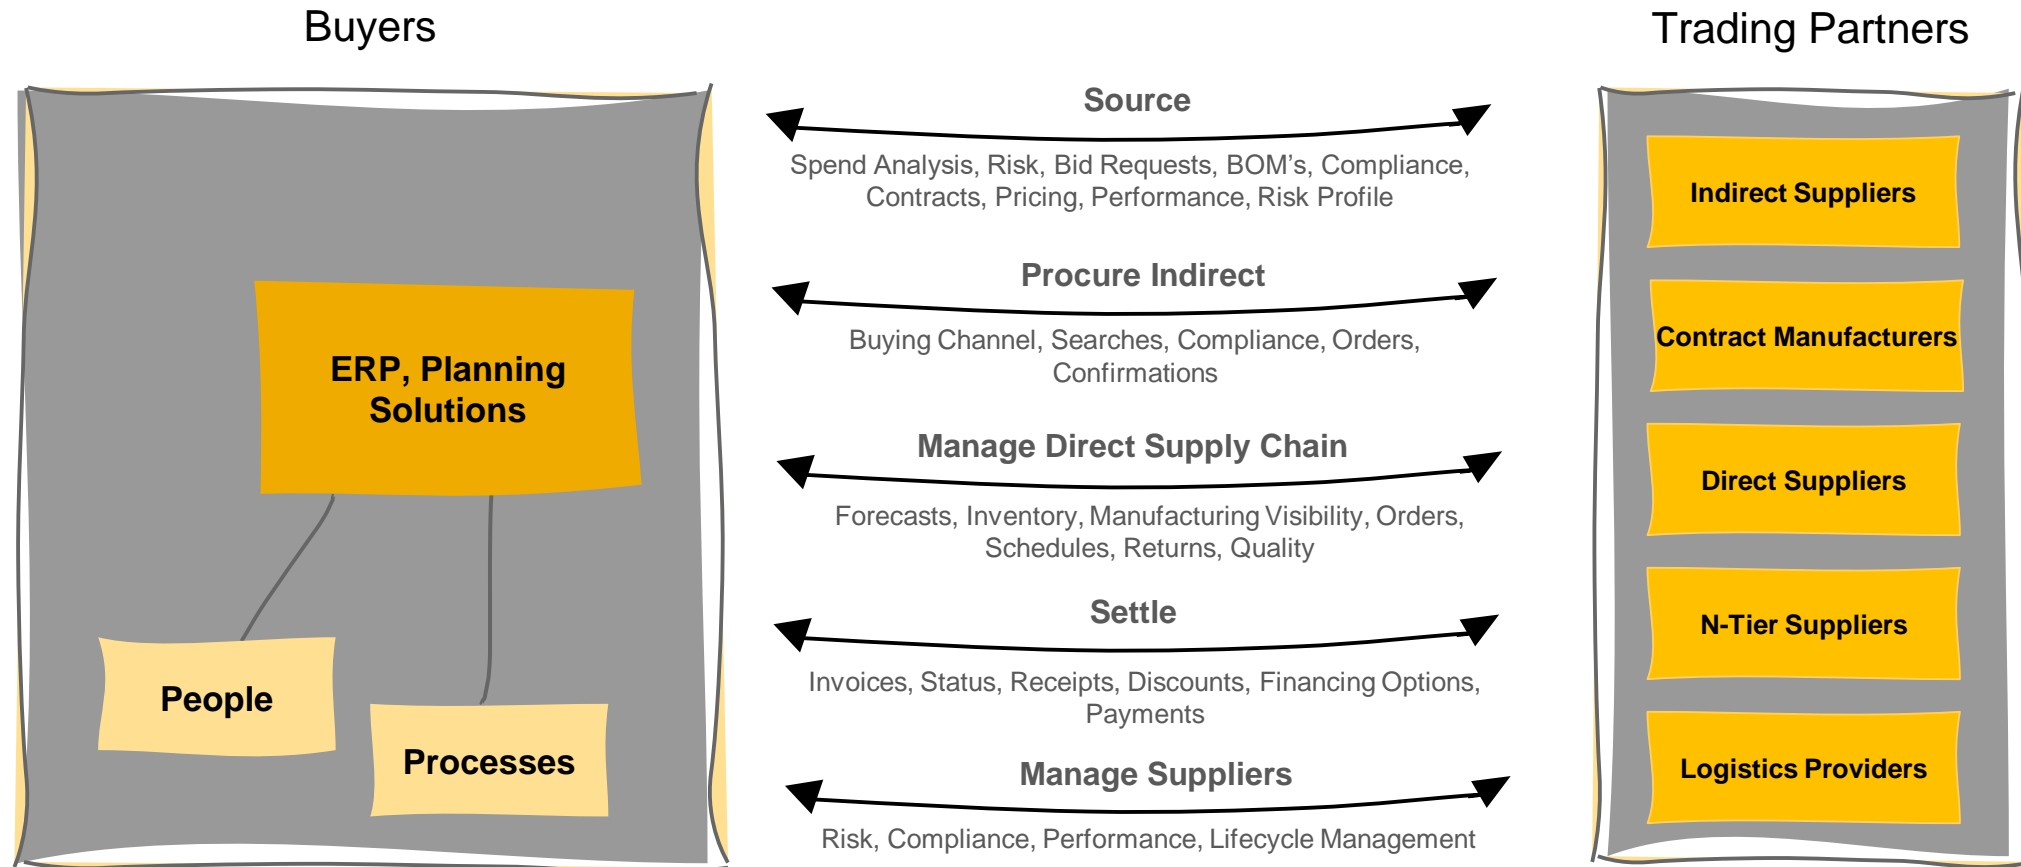 Buyers
Trading Partners
ERP, Planning
Solutions
People
Processes
Source
Spend Analysis, Risk, Bid Requests, BOM’s, Compliance,
Contracts, Pricing, Performance, Risk Profile
Procure Indirect
Buying Channel, Searches, Compliance, Orders,
Confirmations
Manage Direct Supply Chain
Forecasts, Inventory, Manufacturing Visibility, Orders,
Schedules, Returns, Quality
Settle
Invoices, Status, Receipts, Discounts, Financing Options,
Payments
Manage Suppliers
Risk, Compliance, Performance, Lifecycle Management
Indirect Suppliers
Contract Manufacturers
Direct Suppliers
N-Tier Suppliers
Logistics Providers